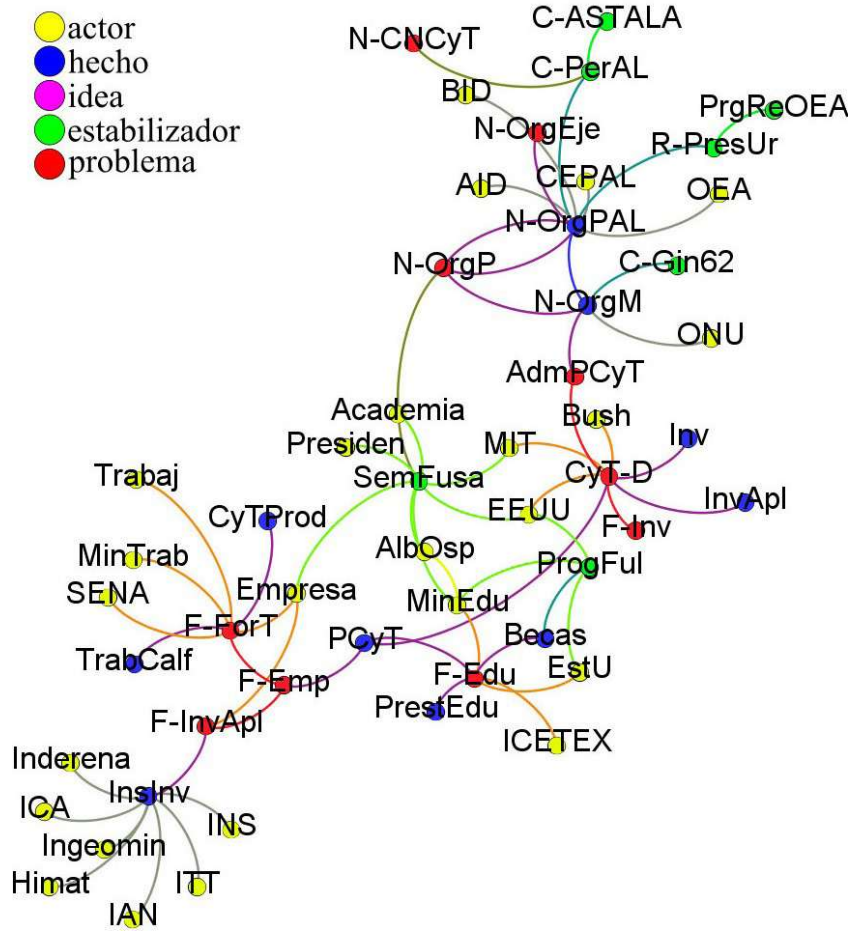 actor
hecho
idea
estabilizador
problema
C-ASTALA
N-CNCyT
C-PerAL
BID
PrgReOEA
N-OrgEje
R-PresUr
AID
CEPAL
OEA
N-OrgPAL
N-OrgP
C-Gin62
N-OrgM
ONU
AdmPCyT
Academia
Bush
Presiden
MIT
Inv
Trabaj
SemFusa
CyT-D
InvApl
CyTProd
EEUU
F-Inv
MinTrab
AlbOsp
ProgFul
SENA
Empresa
MinEdu
F-ForT
PCyT
Becas
TrabCalf
F-Emp
F-Edu
EstU
PrestEdu
F-InvApl
ICETEX
Inderena
InsInv
ICA
INS
Ingeomin
Himat
ITT
IAN